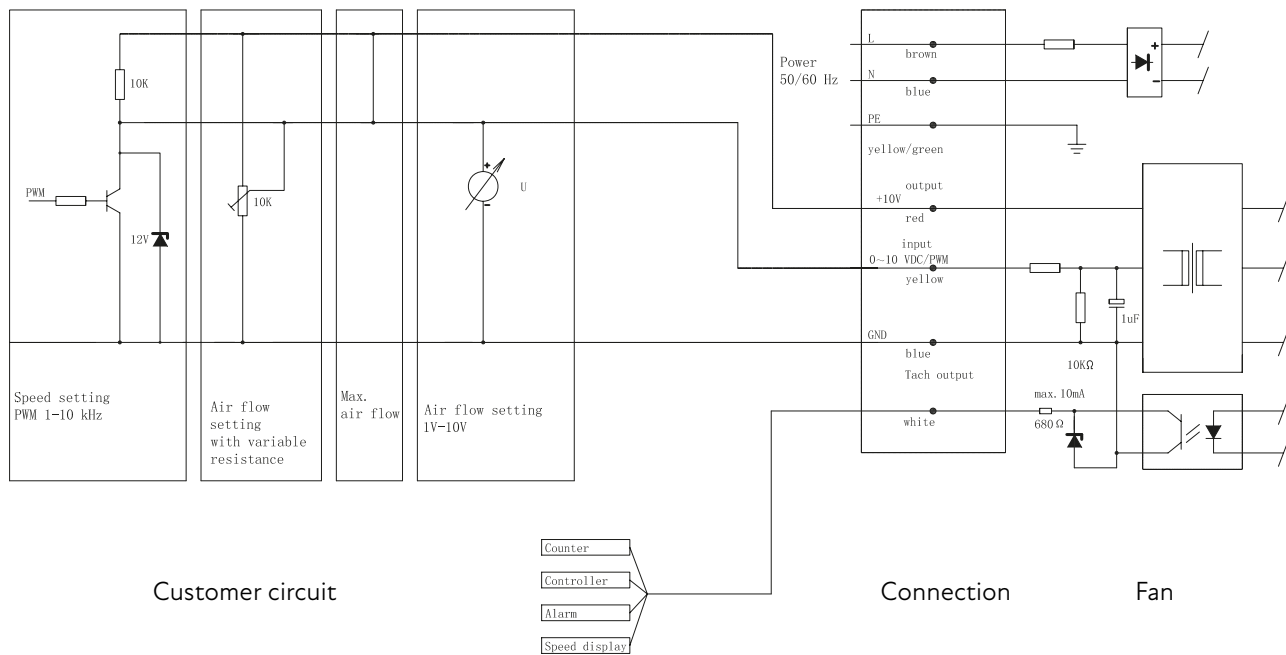 10K
PWM
12V
Speed setting
PWM 1-10 kHz
10K
Air flow
setting
with variable
resistance
Max.
air flow
U
Air flow setting
1V-10V
Power
50/60 Hz
L
brown
N
blue
PE
yellow/green
output
+10V
red
input
0~10 VDC/PWM
yellow
GND
blue
Tach output
white
+
-
+
-
1uF
10KΩ
max.10mA
680Ω
Counter
Controller
Alarm
Speed display
Customer circuit
Connection
Fan